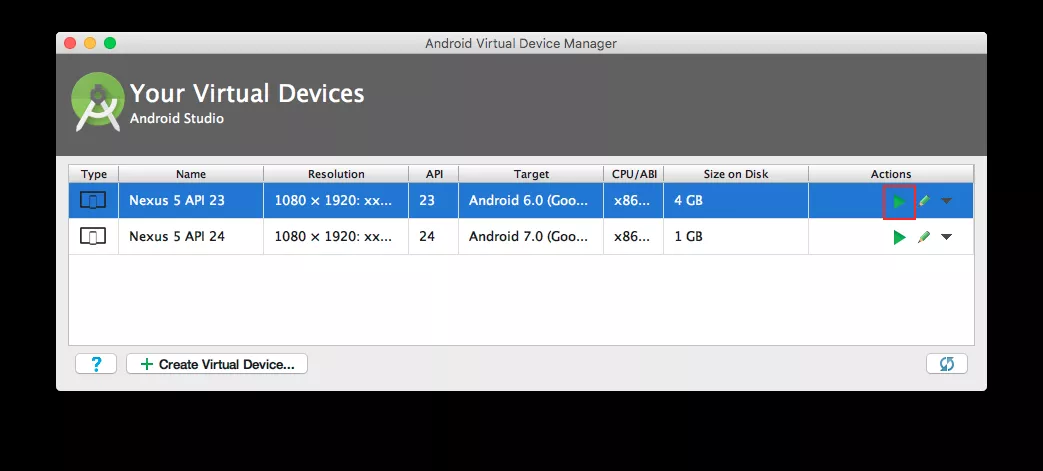 Android Virtual Device Manager
Your Virtual Devices
Android Studio
Type Name Resolution API Target CPU/ABI Size on Disk Actions
Nexus 5 API 23 1080 × 1920: xx... 23 Android 6.0 (Goo... x86... 4 GB
Nexus 5 API 24 1080 × 1920: xx... 24 Android 7.0 (Goo... x86... 1 GB
? + Create Virtual Device...